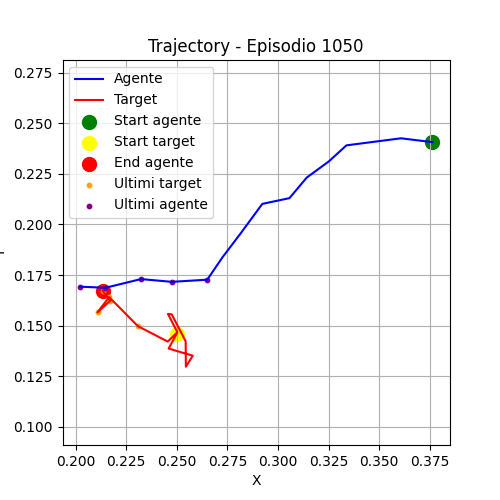 Trajectory - Episodio 1050
Agente
Target
Start agente
Start target
End agente
Ultimi target
Ultimi agente
0.275
0.250
0.225
0.200
0.175
0.150
0.125
0.100
0.200 0.225 0.250 0.275 0.300 0.325 0.350 0.375
X